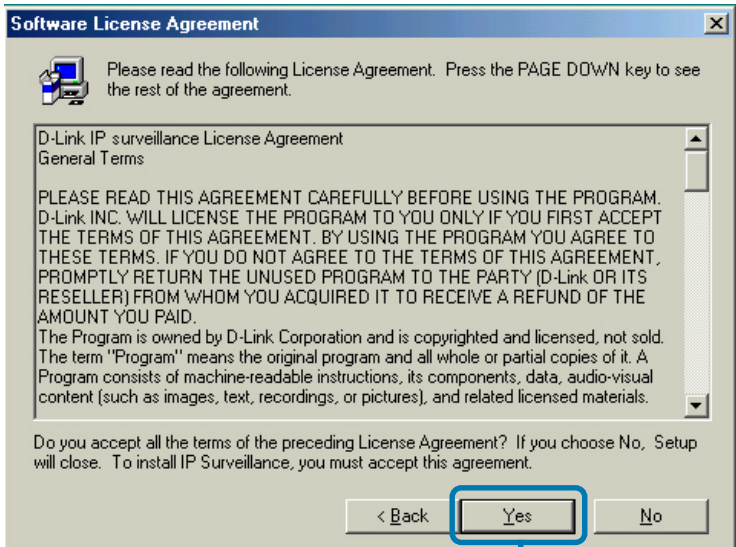 Software License Agreement
Please read the following License Agreement. Press the PAGE DOWN key to see
the rest of the agreement.
D-Link IP surveillance License Agreement
General Terms
PLEASE READ THIS AGREEMENT CAREFULLY BEFORE USING THE PROGRAM.
D-Link INC. WILL LICENSE THE PROGRAM TO YOU ONLY IF YOU FIRST ACCEPT
THE TERMS OF THIS AGREEMENT. BY USING THE PROGRAM YOU AGREE TO
THESE TERMS. IF YOU DO NOT AGREE TO THE TERMS OF THIS AGREEMENT,
PROMPTLY RETURN THE UNUSED PROGRAM TO THE PARTY (D-Link OR ITS
RESELLER) FROM WHOM YOU ACQUIRED IT TO RECEIVE A REFUND OF THE
AMOUNT YOU PAID.
The Program is owned by D-Link Corporation and is copyrighted and licensed, not sold.
The term "Program" means the original program and all whole or partial copies of it. A
Program consists of machine-readable instructions, its components, data, audio-visual
content (such as images, text, recordings, or pictures), and related licensed materials.
Do you accept all the terms of the preceding License Agreement? If you choose No, Setup
will close. To install IP Surveillance, you must accept this agreement.
< Back Yes No